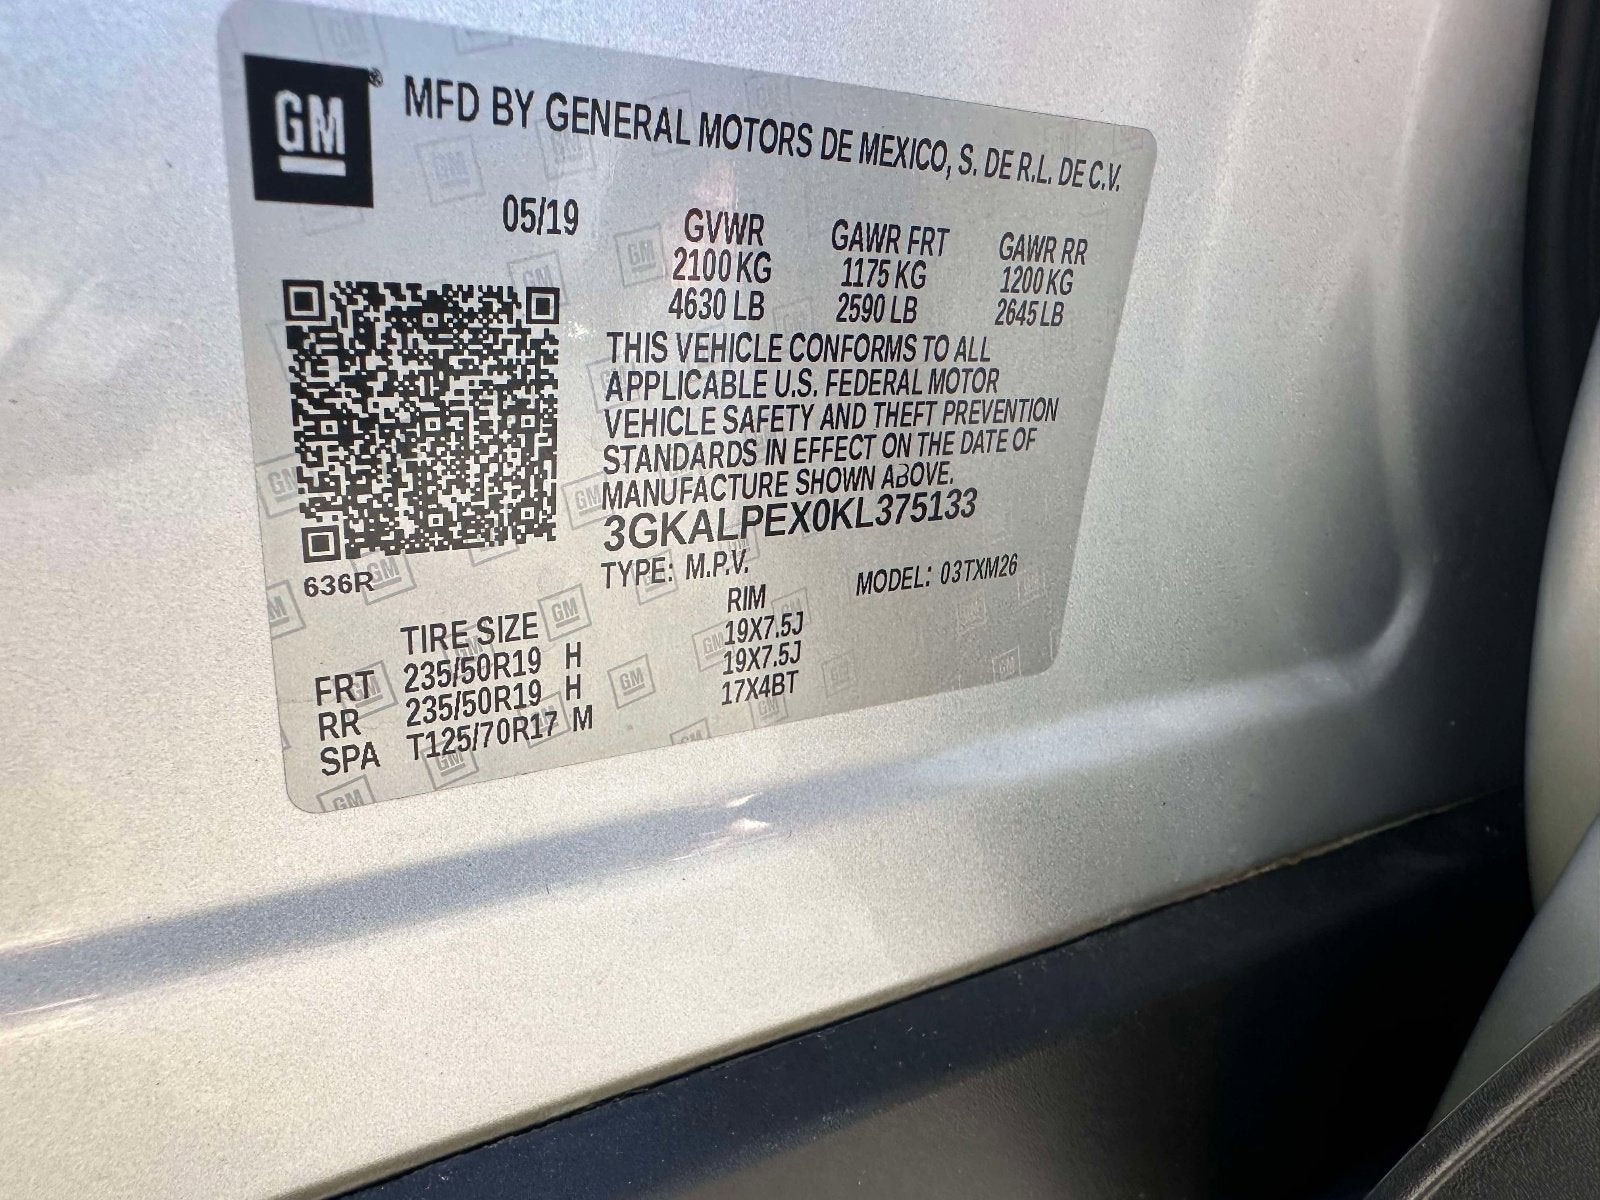 GM® MFD BY GENERAL MOTORS DE MEXICO, S. DE R.L. DE C.V.
05/19 GVWR GAWR FRT GAWR RR
2100 KG 1175 KG 1200 KG
4630 LB 2590 LB 2645 LB
THIS VEHICLE CONFORMS TO ALL
APPLICABLE U.S. FEDERAL MOTOR
VEHICLE SAFETY AND THEFT PREVENTION
STANDARDS IN EFFECT ON THE DATE OF
MANUFACTURE SHOWN ABOVE.
3GKALPEX0KL375133
636R
TYPE: M.P.V. MODEL: 03TXM26
TIRE SIZE RIM
FRT 235/50R19 H 19X7.5J
RR 235/50R19 H 19X7.5J
SPA T125/70R17 M 17X4BT